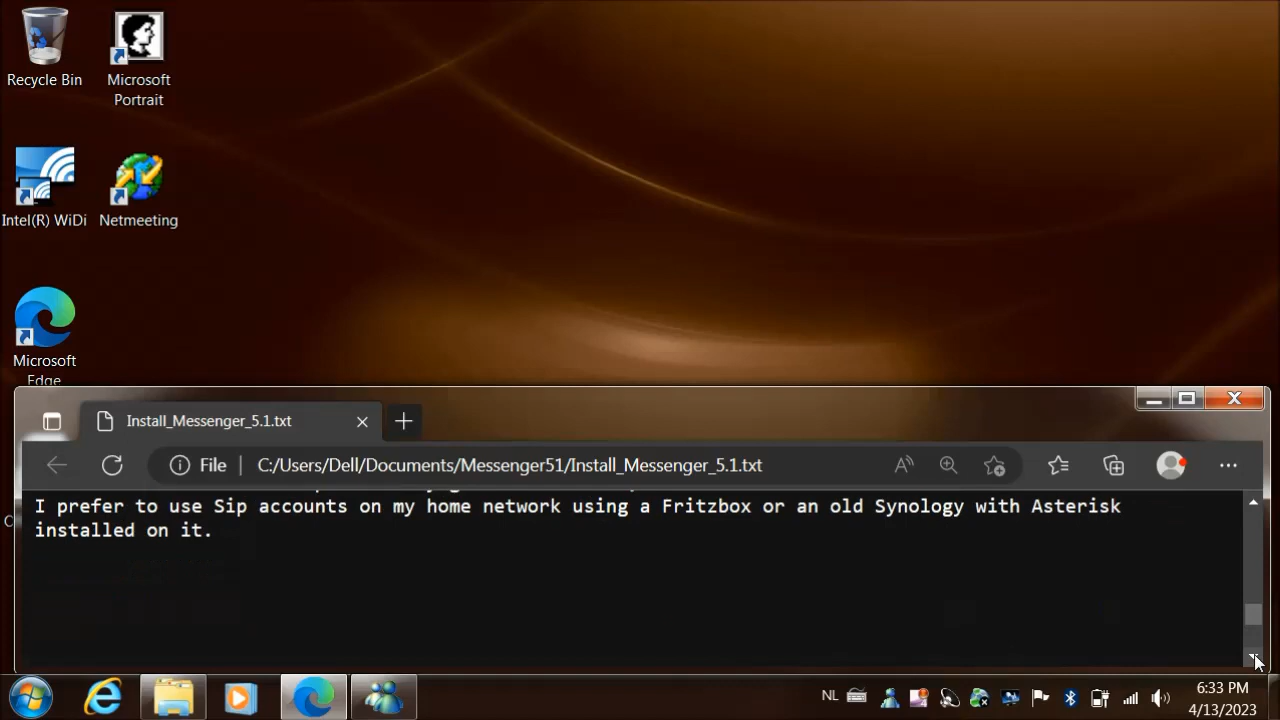 Recycle Bin
Microsoft
Portrait
Intel(R) WiDi
Netmeeting
Microsoft
Edge
Install_Messenger_5.1.txt
File
C:/Users/Dell/Documents/Messenger51/Install_Messenger_5.1.txt
I prefer to use Sip accounts on my home network using a Fritzbox or an old Synology with Asterisk
installed on it.
NL
6:33 PM
4/13/2023